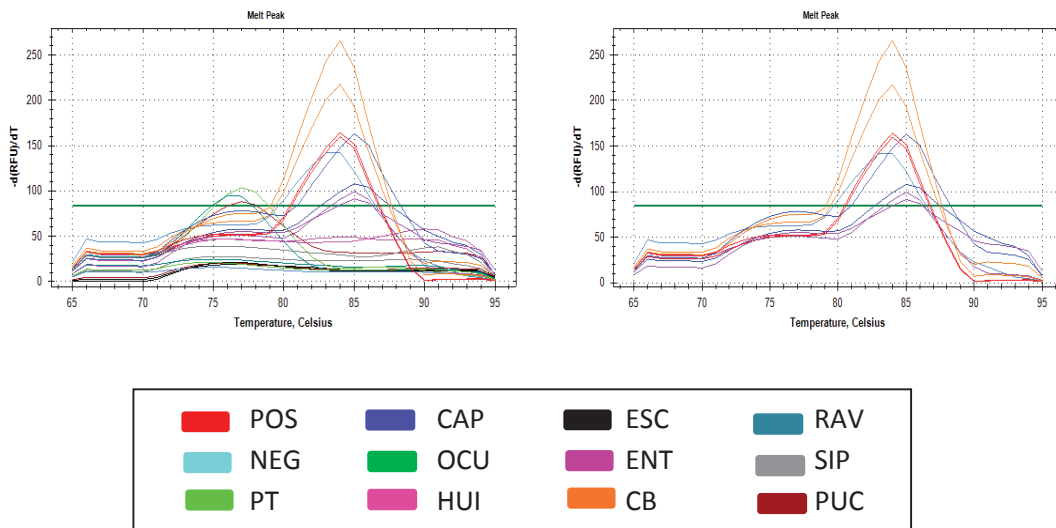 Melt Peak
250
200
150
100
50
0
-d(RFU)/dT
65 70 75 80 85 90 95
Temperature, Celsius
Melt Peak
250
200
150
100
50
0
-d(RFU)/dT
65 70 75 80 85 90 95
Temperature, Celsius
POS CAP ESC RAV
NEG OCU ENT SIP
PT HUI CB PUC